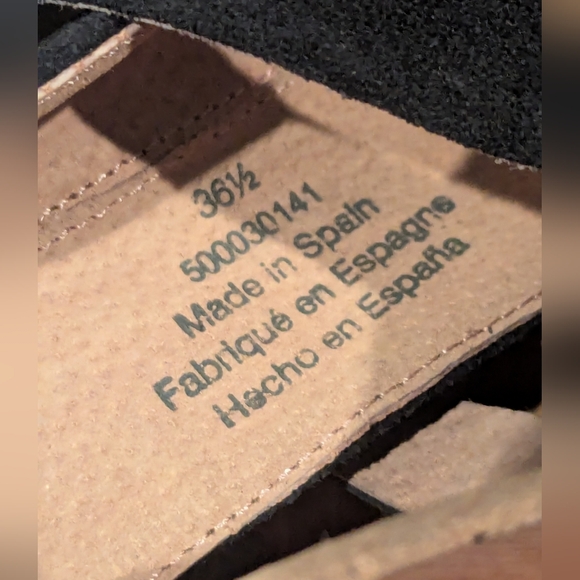 36½
500030141
Made in Spain
Fabriqué en Espagne
Hecho en España